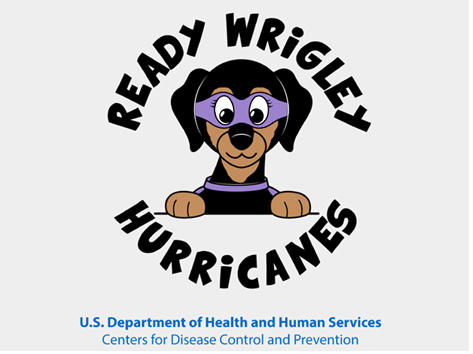 READY WRiGLEY
HURRiCANES
U.S. Department of Health and Human Services
Centers for Disease Control and Prevention